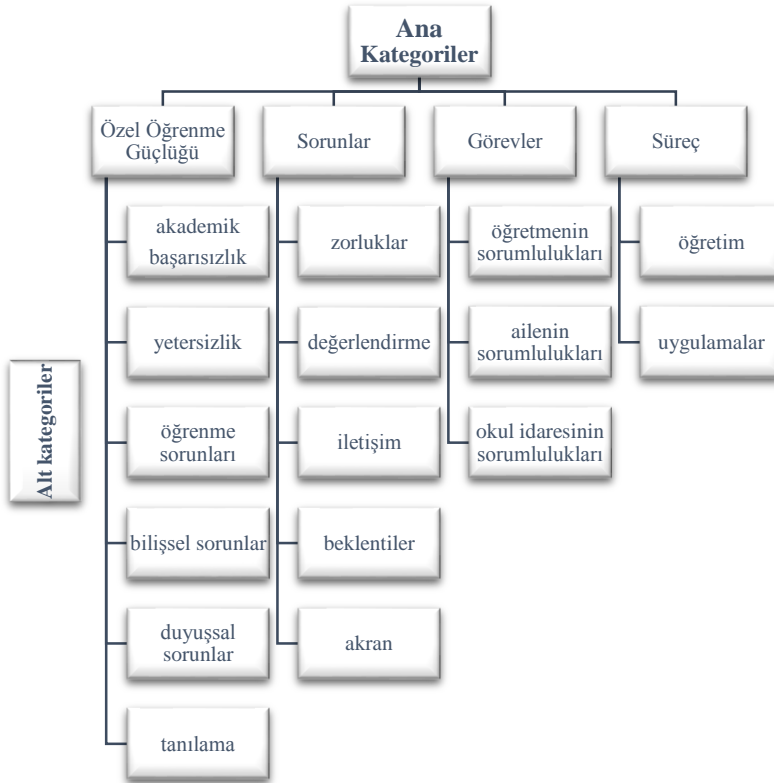 Ana
Kategoriler
Özel Öğrenme
Güçlüğü
Sorunlar
Görevler
Süreç
akademik
başarısızlık
zorluklar
öğretmenin
sorumlulukları
öğretim
yetersizlik
değerlendirme
ailenin
sorumlulukları
uygulamalar
Alt kategoriler
öğrenme
sorunları
iletişim
okul idaresinin
sorumlulukları
bilişsel sorunlar
beklentiler
duyuşsal
sorunlar
akran
tanılama